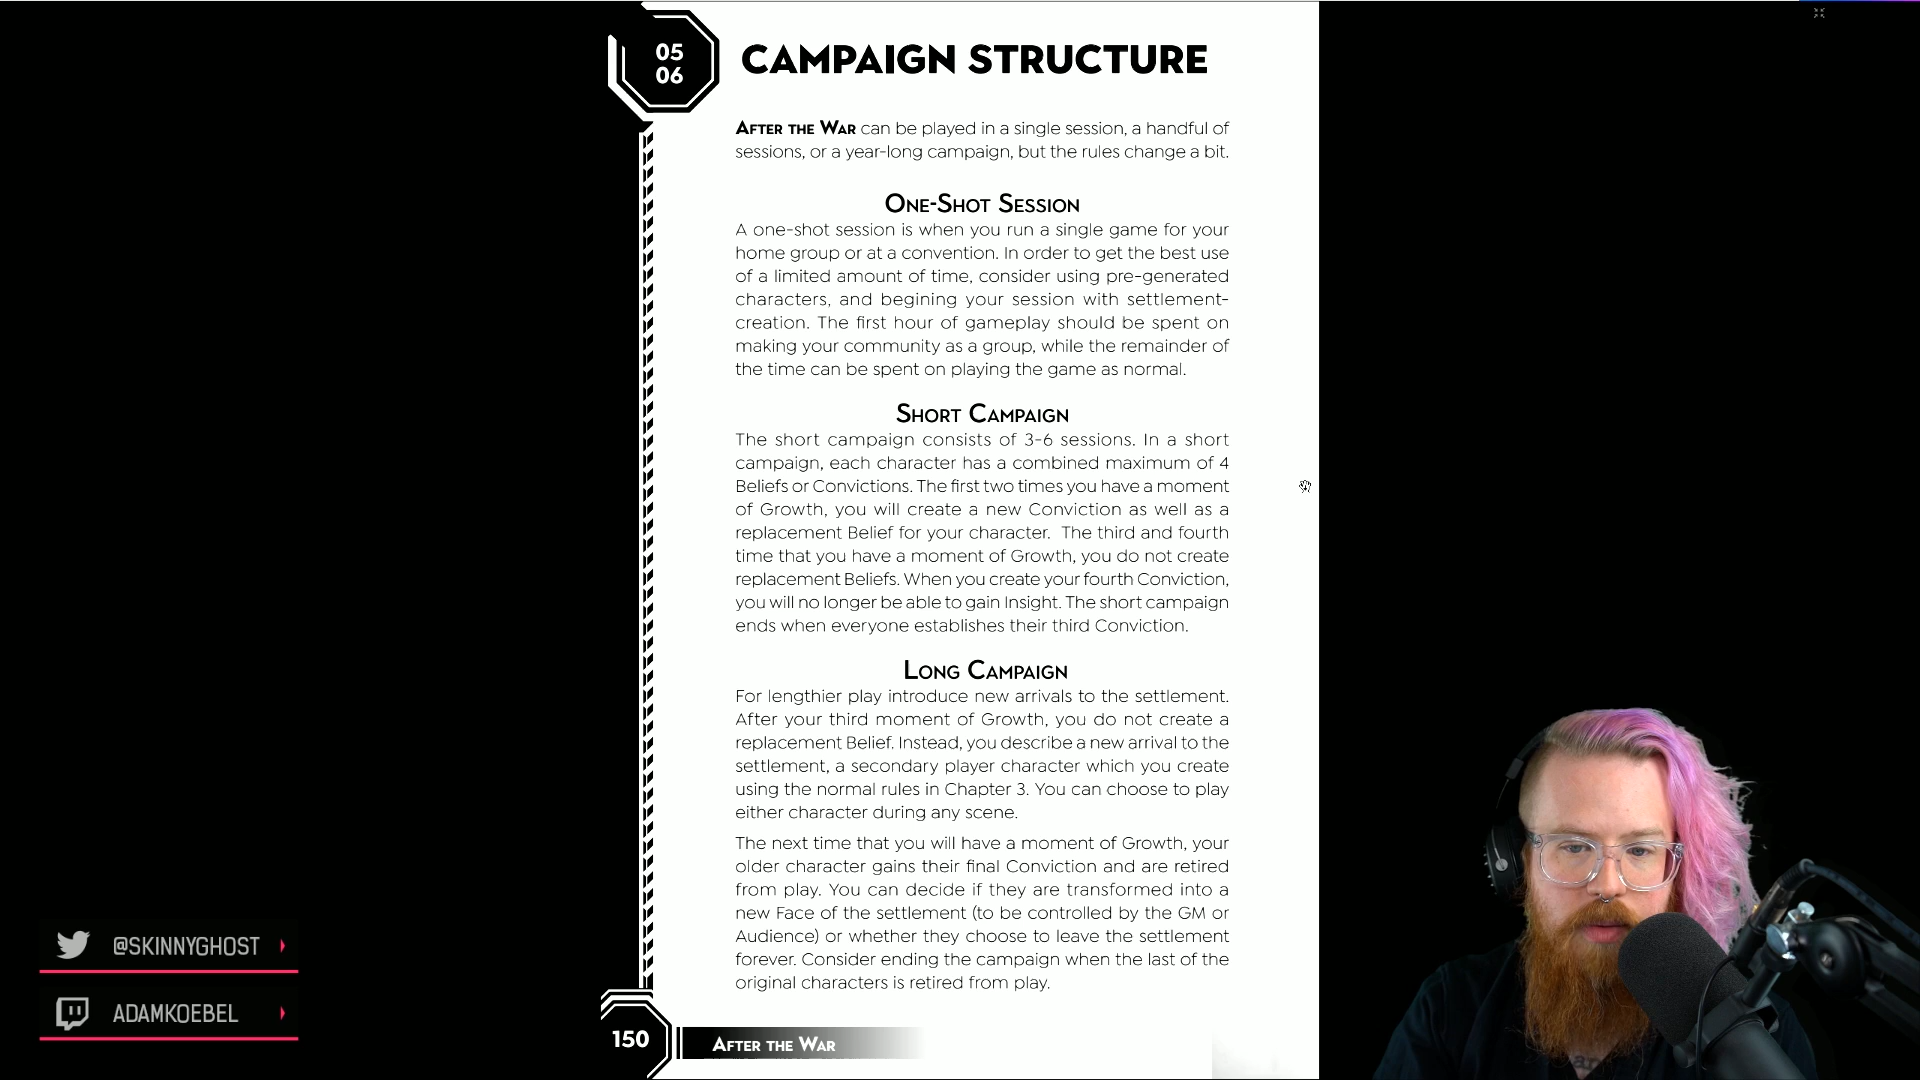 05
06
CAMPAIGN STRUCTURE
After the War can be played in a single session, a handful of
sessions, or a year-long campaign, but the rules change a bit.
One-Shot Session
A one-shot session is when you run a single game for your
home group or at a convention. In order to get the best use
of a limited amount of time, consider using pre-generated
characters, and begining your session with settlement-
creation. The first hour of gameplay should be spent on
making your community as a group, while the remainder of
the time can be spent on playing the game as normal.
Short Campaign
The short campaign consists of 3-6 sessions. In a short
campaign, each character has a combined maximum of 4
Beliefs or Convictions. The first two times you have a moment
of Growth, you will create a new Conviction as well as a
replacement Belief for your character. The third and fourth
time that you have a moment of Growth, you do not create
replacement Beliefs. When you create your fourth Conviction,
you will no longer be able to gain Insight. The short campaign
ends when everyone establishes their third Conviction.
Long Campaign
For lengthier play introduce new arrivals to the settlement.
After your third moment of Growth, you do not create a
replacement Belief. Instead, you describe a new arrival to the
settlement, a secondary player character which you create
using the normal rules in Chapter 3. You can choose to play
either character during any scene.
The next time that you will have a moment of Growth, your
older character gains their final Conviction and are retired
from play. You can decide if they are transformed into a
new Face of the settlement (to be controlled by the GM or
Audience) or whether they choose to leave the settlement
forever. Consider ending the campaign when the last of the
original characters is retired from play.
150
After the War
@SKINNYGHOST
ADAMKOEBEL